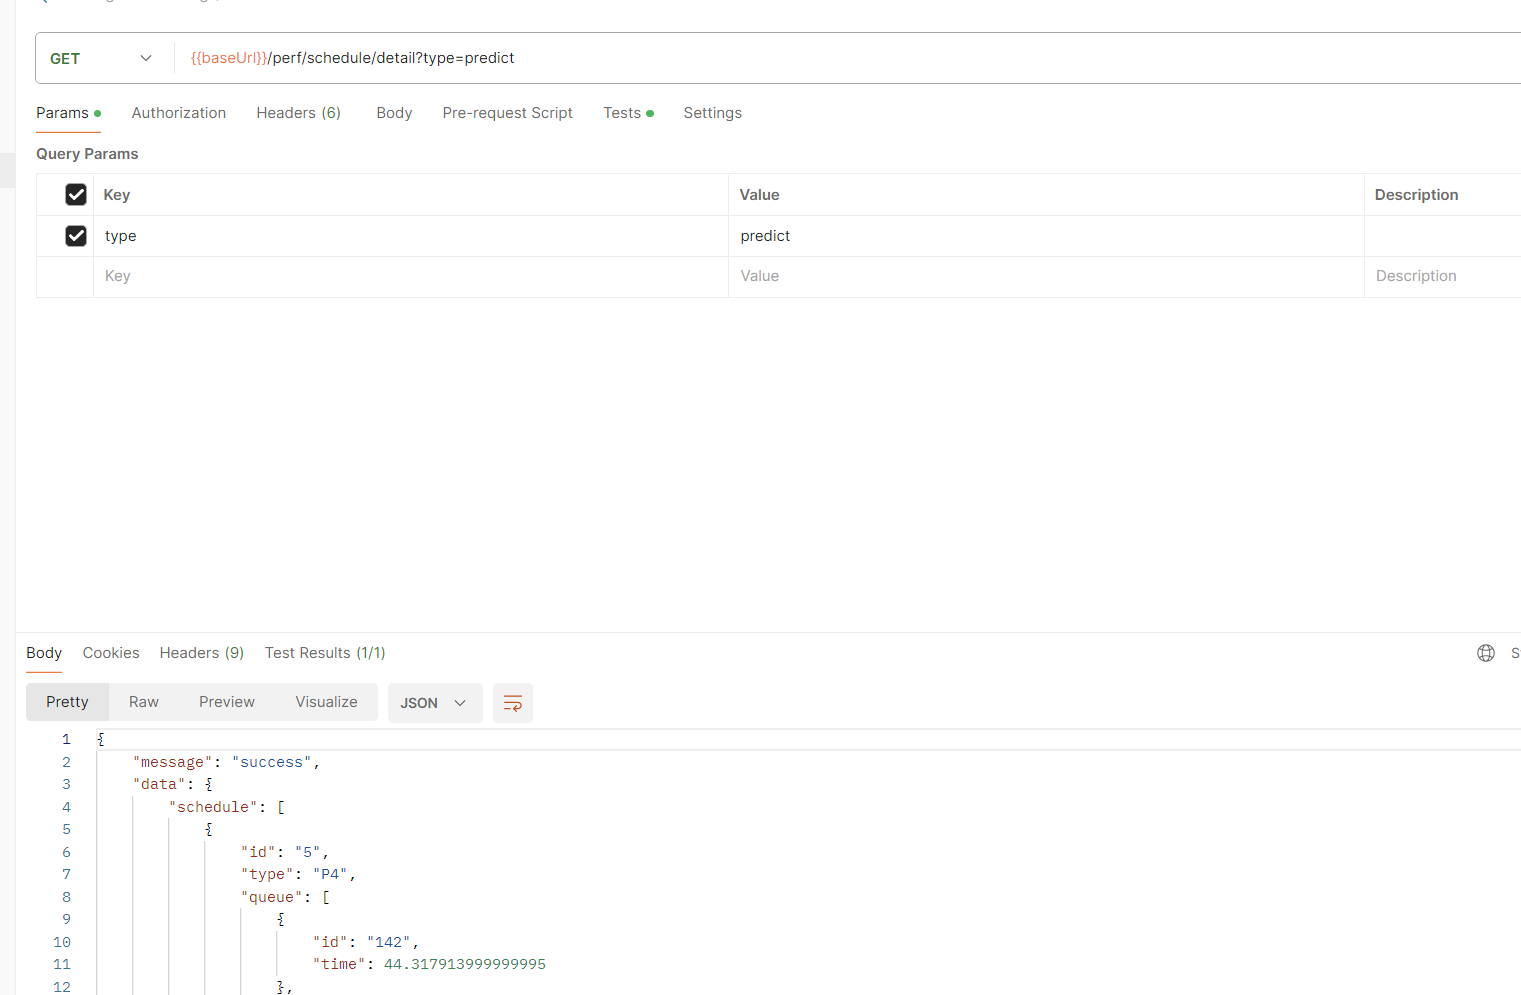 GET {{baseUrl}}/perf/schedule/detail?type=predict
Params Authorization Headers (6) Body Pre-request Script Tests Settings
Query Params
Key Value Description
type predict
Key Value Description
Body Cookies Headers (9) Test Results (1/1)
Pretty Raw Preview Visualize JSON
1 {
2 "message": "success",
3 "data": {
4 "schedule": [
5 {
6 "id": "5",
7 "type": "P4",
8 "queue": [
9 {
10 "id": "142",
11 "time": 44.317913999999995
12 },